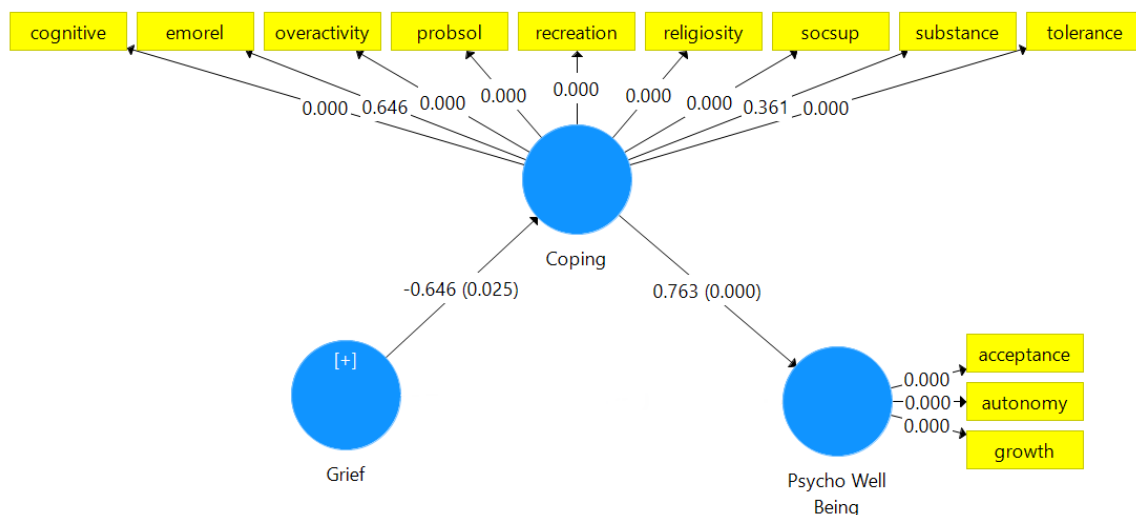 cognitive emorel overactivity probsol recreation religiosity socsup substance tolerance
0.000 0.646 0.000 0.000 0.000 0.000 0.000 0.361 0.000
Coping
-0.646 (0.025) 0.763 (0.000)
[+]
Grief
Psycho Well
Being
0.000 acceptance
0.000 autonomy
0.000 growth